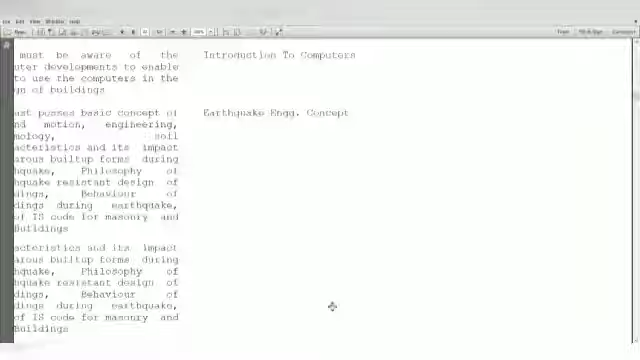 must be aware of the Introduction To Computers
uter developments to enable
to use the computers in the
gn of buildings
ust posses basic concept of Earthquake Engg. Concept
nd motion, engineering,
mology, soil
acteristics and its impact
arous builtup forms during
hquake, Philosophy of
hquake resistant design of
dings, Behaviour of
dings during earthquake,
of IS code for masonry and
Buildings
acteristics and its impact
arous builtup forms during
hquake, Philosophy of
hquake resistant design of
dings, Behaviour of
dings during earthquake,
of IS code for masonry and
Buildings